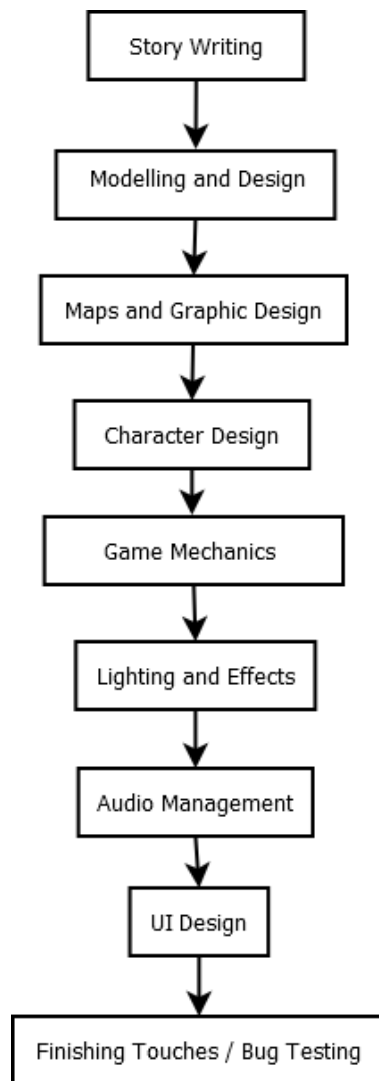 Story Writing
Modelling and Design
Maps and Graphic Design
Character Design
Game Mechanics
Lighting and Effects
Audio Management
UI Design
Finishing Touches / Bug Testing